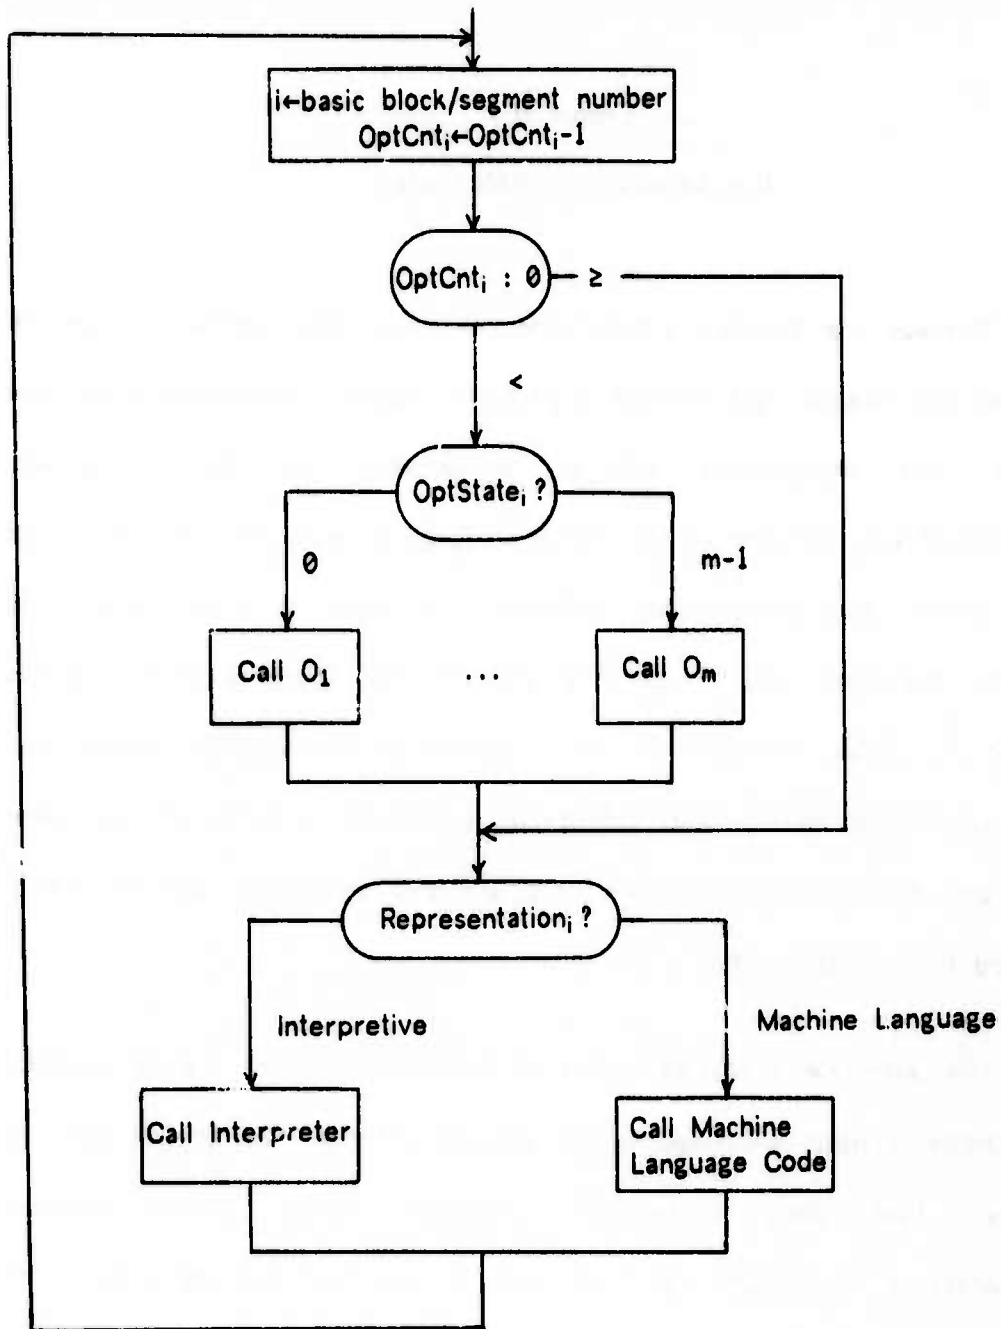 i←basic block/segment number
OptCntᵢ←OptCntᵢ-1
OptCntᵢ : 0
≥
<
OptStateᵢ ?
0
m-1
Call O₁
...
Call Oₘ
Representationᵢ ?
Interpretive
Machine Language
Call Interpreter
Call Machine
Language Code